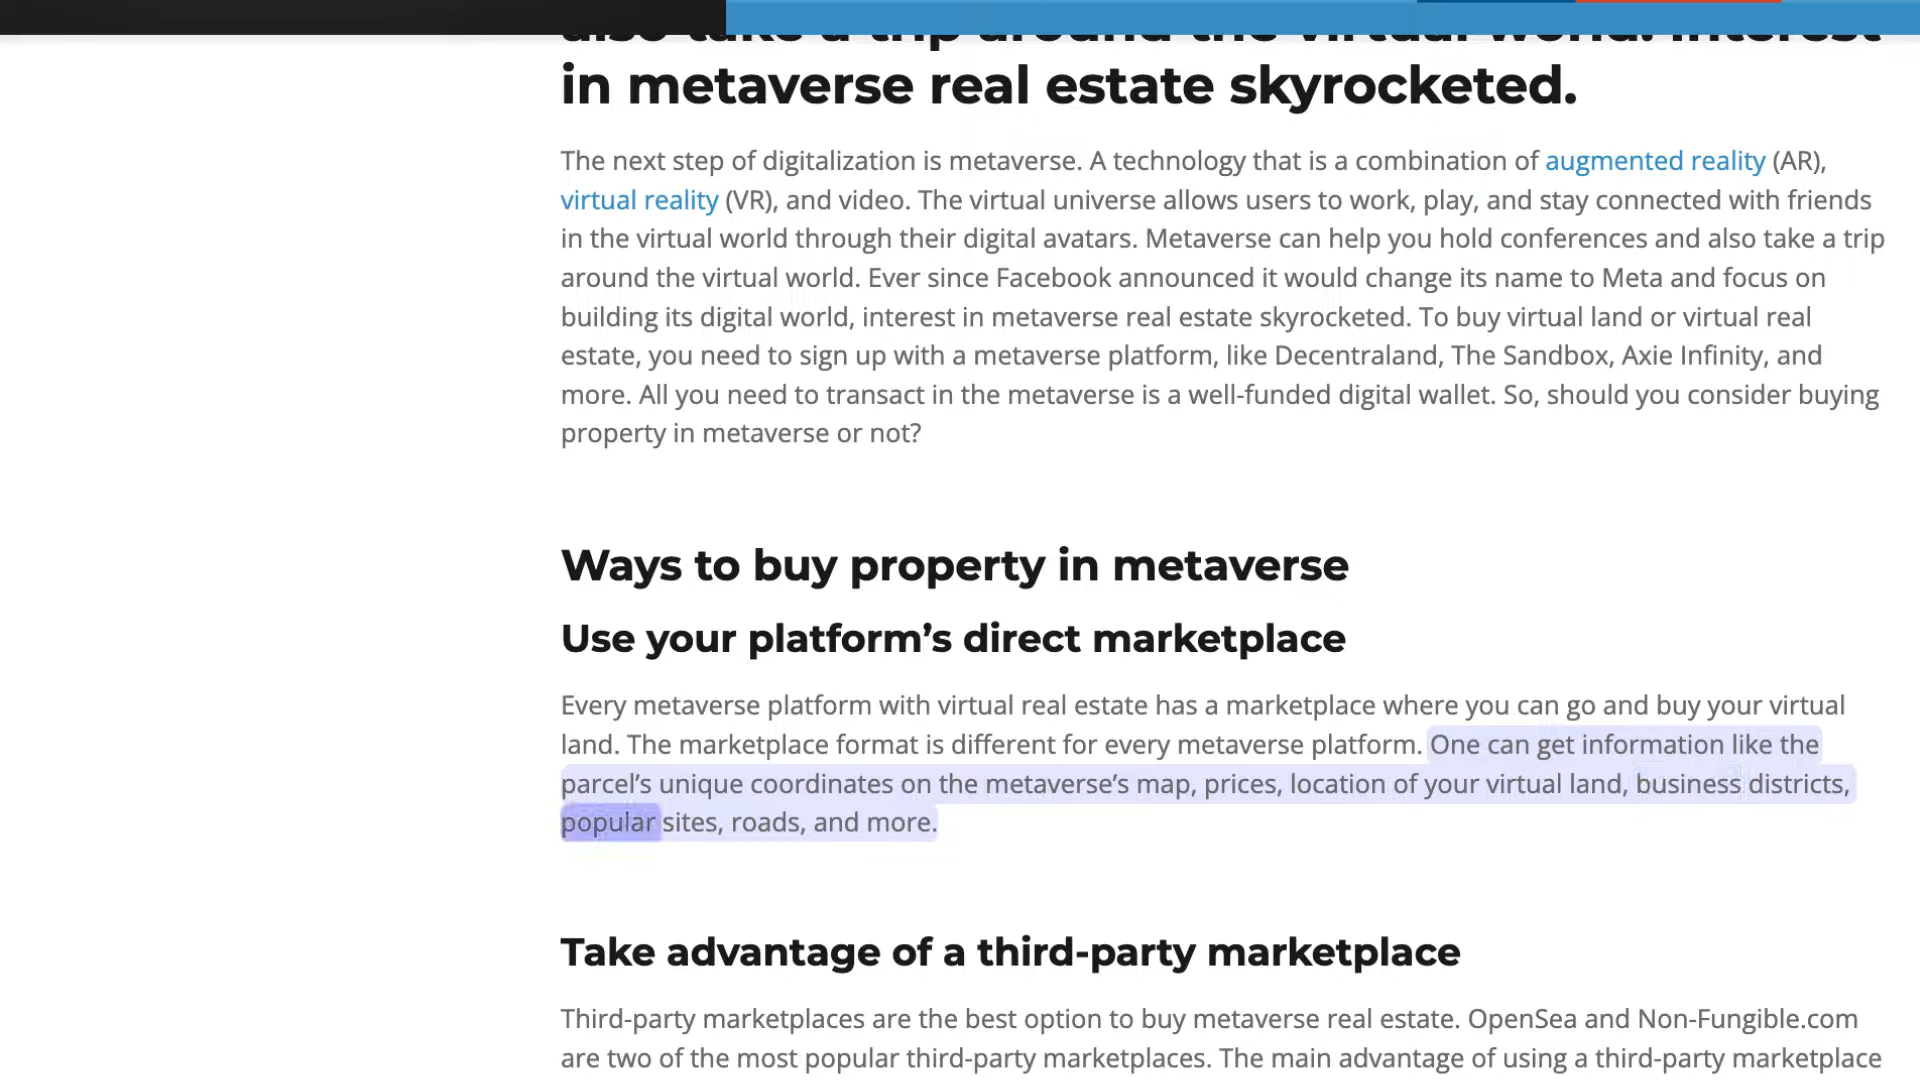 also take a trip around the virtual world. Interest
in metaverse real estate skyrocketed.
The next step of digitalization is metaverse. A technology that is a combination of augmented reality (AR),
virtual reality (VR), and video. The virtual universe allows users to work, play, and stay connected with friends
in the virtual world through their digital avatars. Metaverse can help you hold conferences and also take a trip
around the virtual world. Ever since Facebook announced it would change its name to Meta and focus on
building its digital world, interest in metaverse real estate skyrocketed. To buy virtual land or virtual real
estate, you need to sign up with a metaverse platform, like Decentraland, The Sandbox, Axie Infinity, and
more. All you need to transact in the metaverse is a well-funded digital wallet. So, should you consider buying
property in metaverse or not?
Ways to buy property in metaverse
Use your platform’s direct marketplace
Every metaverse platform with virtual real estate has a marketplace where you can go and buy your virtual
land. The marketplace format is different for every metaverse platform. One can get information like the
parcel’s unique coordinates on the metaverse’s map, prices, location of your virtual land, business districts,
popular sites, roads, and more.
Take advantage of a third-party marketplace
Third-party marketplaces are the best option to buy metaverse real estate. OpenSea and Non-Fungible.com
are two of the most popular third-party marketplaces. The main advantage of using a third-party marketplace